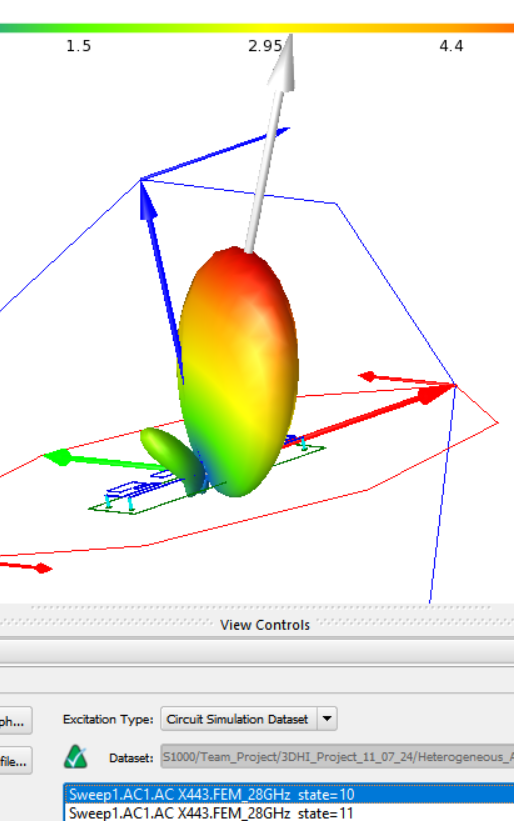 1.5 2.95 4.4
View Controls
ph...
Excitation Type: Circuit Simulation Dataset
file...
Dataset: S1000/Team_Project/3DHI_Project_11_07_24/Heterogeneous_A
Sweep1.AC1.AC X443.FEM_28GHz state=10
Sweep1.AC1.AC X443.FEM_28GHz state=11